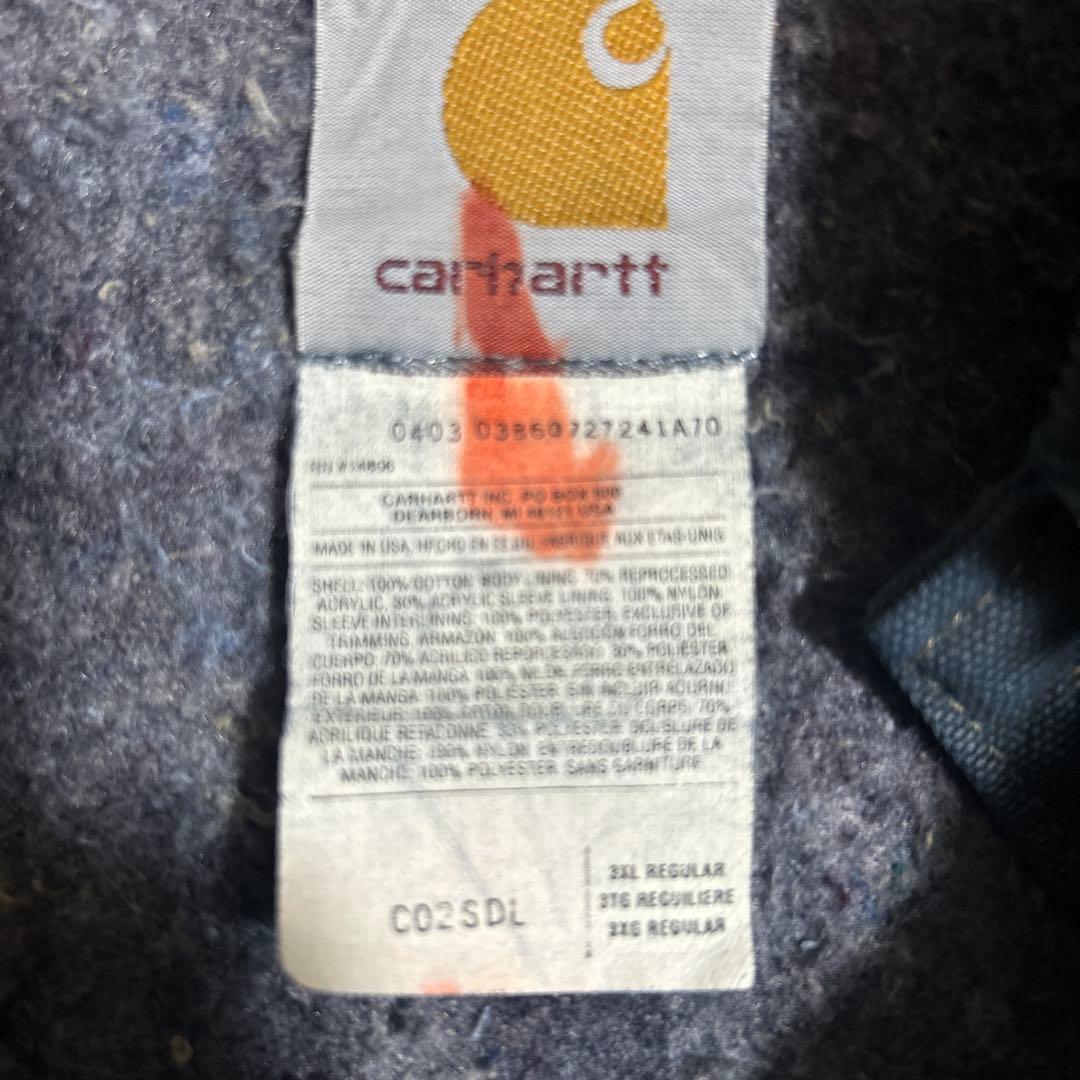 carhartt
0403 03860727241A70
RN #14806
CARHARTT INC. PO BOX 600
DEARBORN, MI 48121 USA
MADE IN USA, HECHO EN EE.UU., FABRIQUE AUX ETAS-UNIS
SHELL: 100% COTTON BODY LINING: 70% REPROCESSED
ACRYLIC, 30% ACRYLIC SLEEVE LINING: 100% NYLON.
SLEEVE INTERLINING: 100% POLYESTER, EXCLUSIVE OF
TRIMMING. ARMAZON 100% ALGODON FORRO DEL
CUERPO: 70% ACRILICO 30% POLIESTER
FORRO DE LA MANGA 100% FORRO ENTRELAZADO
DE LA MANGA: 100% POLIESTER. SIN INCLUIR ADORNO
EXTERIEUR: 100% COTON DOUBLURE DU CORPS: 70%
ACRILIQUE REFACONNE, 30% POLYESTER DOUBLURE DE
LA MANCHE: 100% NYLON ENTREDOUBLURE DE LA
MANCHE: 100% POLYESTER SANS GARNITURE
C02SDL
3XL REGULAR
3TG REGULIERE
3XG REGULAR